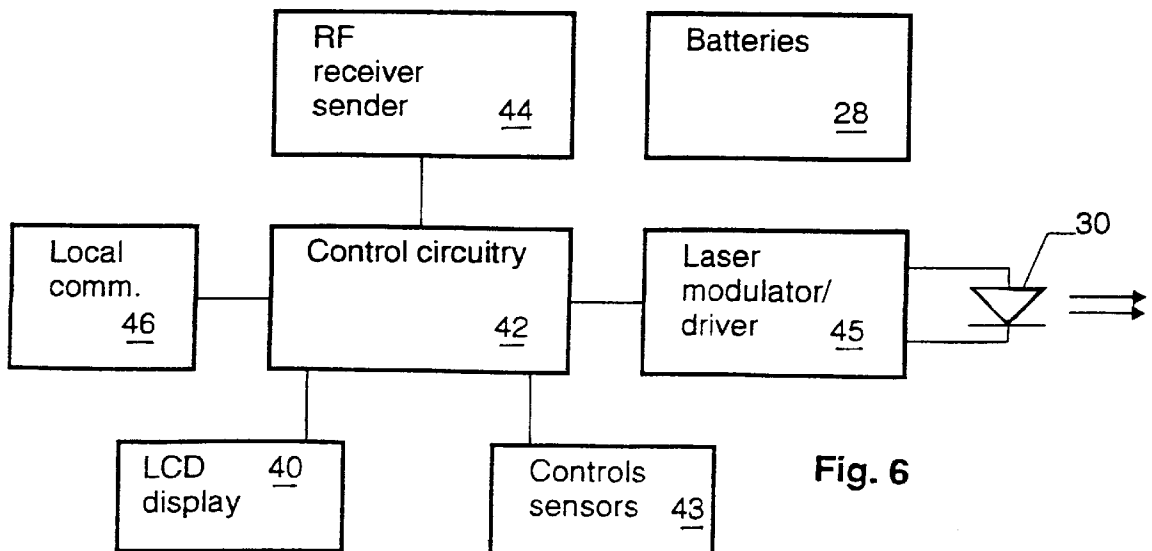 RF
receiver
sender 44
Batteries
28
Local
comm.
46
Control circuitry
42
Laser
modulator/
driver 45
30
LCD 40
display
Controls
sensors 43
Fig. 6